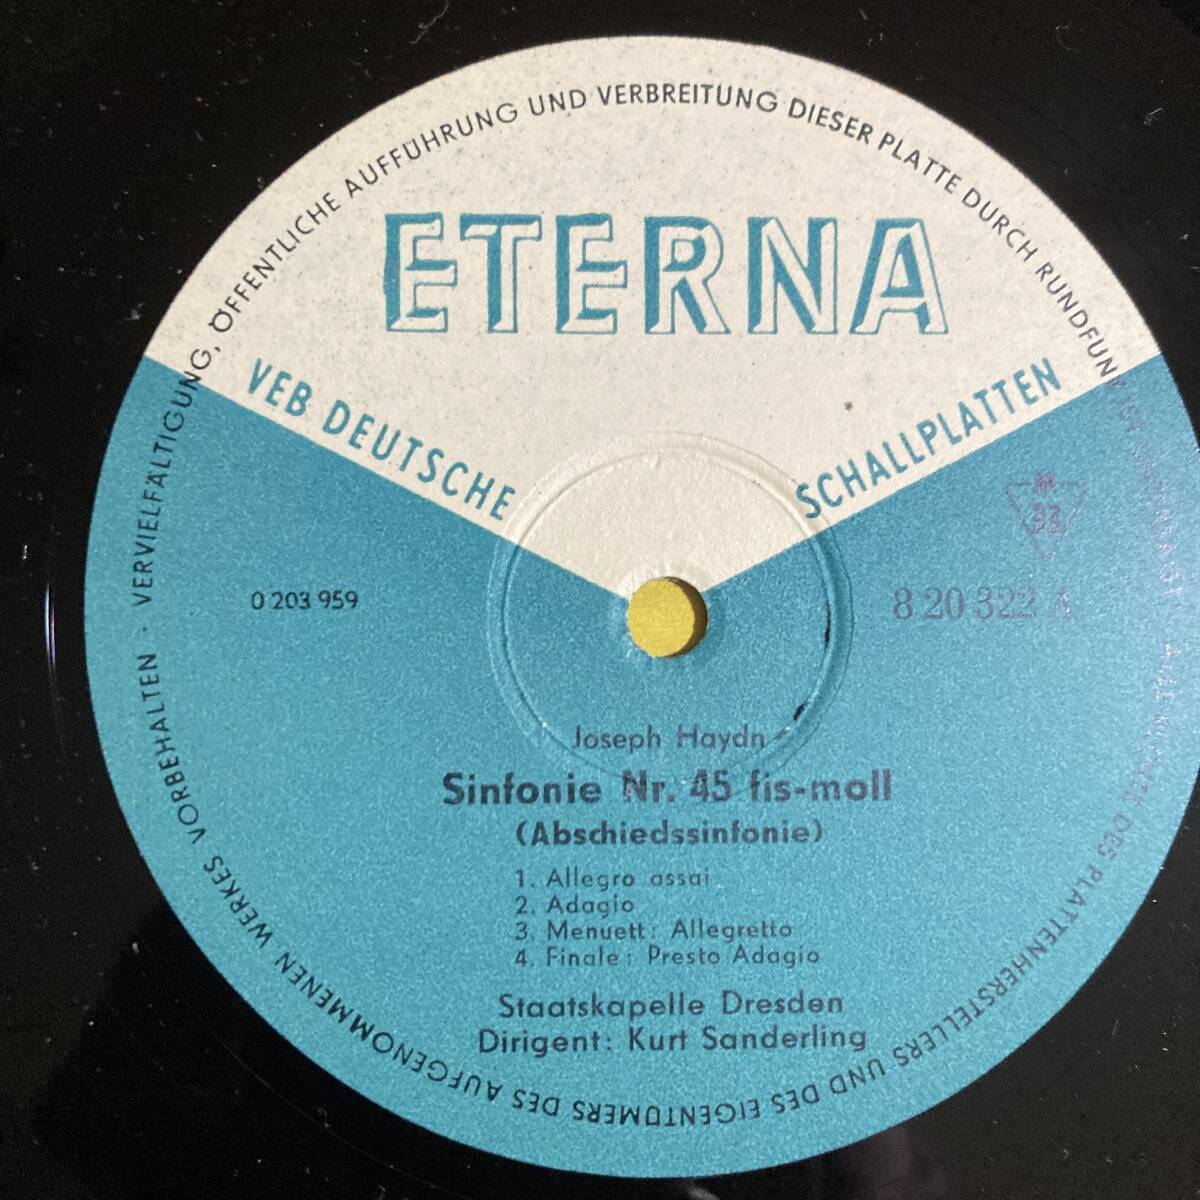 VERVIELFÄLTIGUNG, ÖFFENTLICHE AUFFÜHRUNG UND VERBREITUNG DIESER PLATTE DURCH RUNDFUNK IST
DES PLATTENHERSTELLERS UND DES EIGENTÜMERS DES AUFGENOMMENEN WERKES VORBEHALTEN ·
ETERNA
VEB DEUTSCHE SCHALLPLATTEN
33
0 203 959
8 20 322 A
Joseph Haydn
Sinfonie Nr. 45 fis-moll
(Abschiedssinfonie)
1. Allegro assai
2. Adagio
3. Menuett: Allegretto
4. Finale: Presto Adagio
Staatskapelle Dresden
Dirigent: Kurt Sanderling